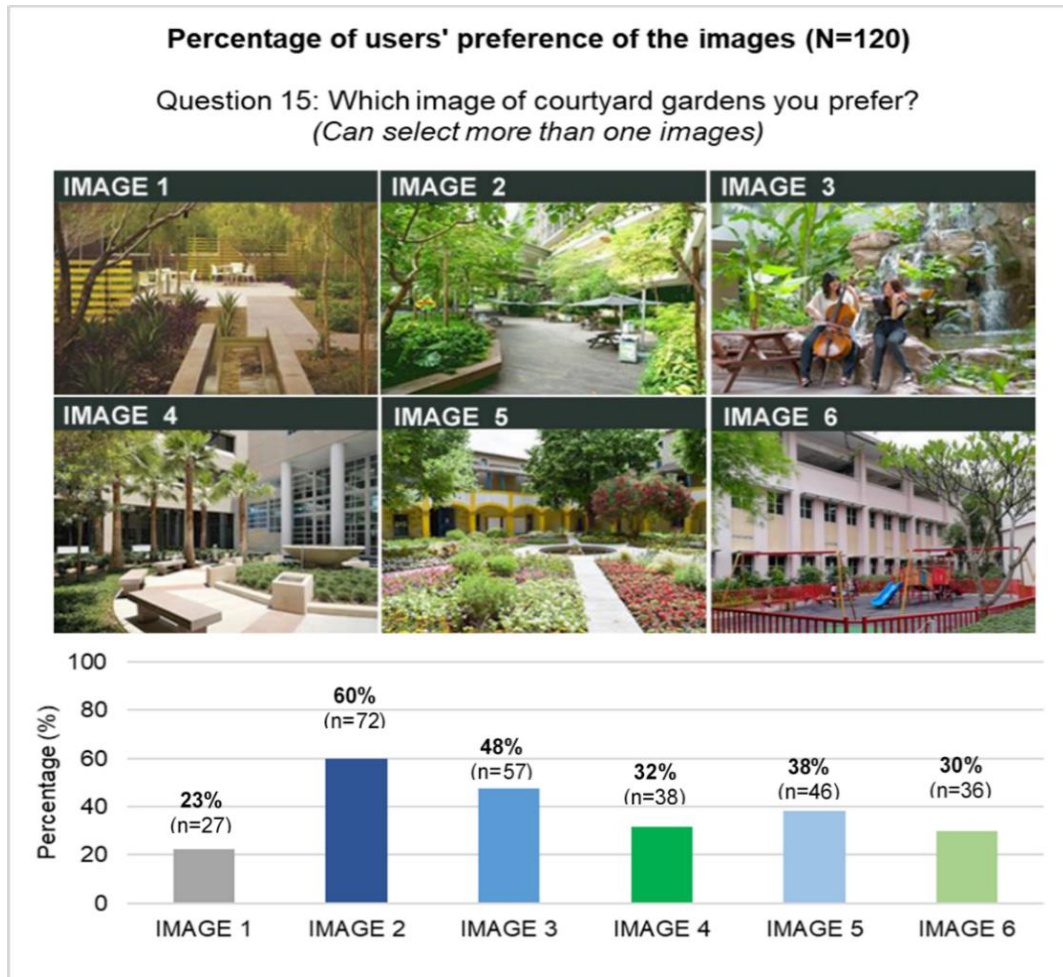 Percentage of users' preference of the images (N=120)
Question 15: Which image of courtyard gardens you prefer?
(Can select more than one images)
IMAGE 1
IMAGE 2
IMAGE 3
IMAGE 4
IMAGE 5
IMAGE 6
Percentage (%)
100
80
60
40
20
0
23%
(n=27)
60%
(n=72)
48%
(n=57)
32%
(n=38)
38%
(n=46)
30%
(n=36)
IMAGE 1
IMAGE 2
IMAGE 3
IMAGE 4
IMAGE 5
IMAGE 6